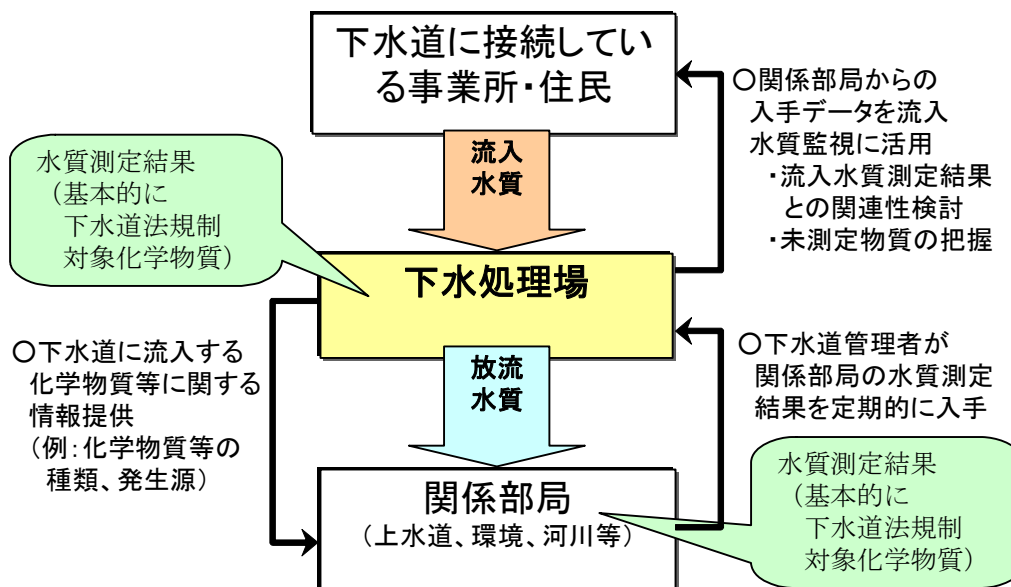 下水道に接続してい
る事業所・住民
○関係部局からの
入手データを流入
水質監視に活用
・流入水質測定結果
との関連性検討
・未測定物質の把握
流入
水質
水質測定結果
(基本的に
下水道法規制
対象化学物質)
下水処理場
○下水道に流入する
化学物質等に関する
情報提供
(例:化学物質等の
種類、発生源)
放流
水質
○下水道管理者が
関係部局の水質測定
結果を定期的に入手
関係部局
(上水道、環境、河川等)
水質測定結果
(基本的に
下水道法規制
対象化学物質)